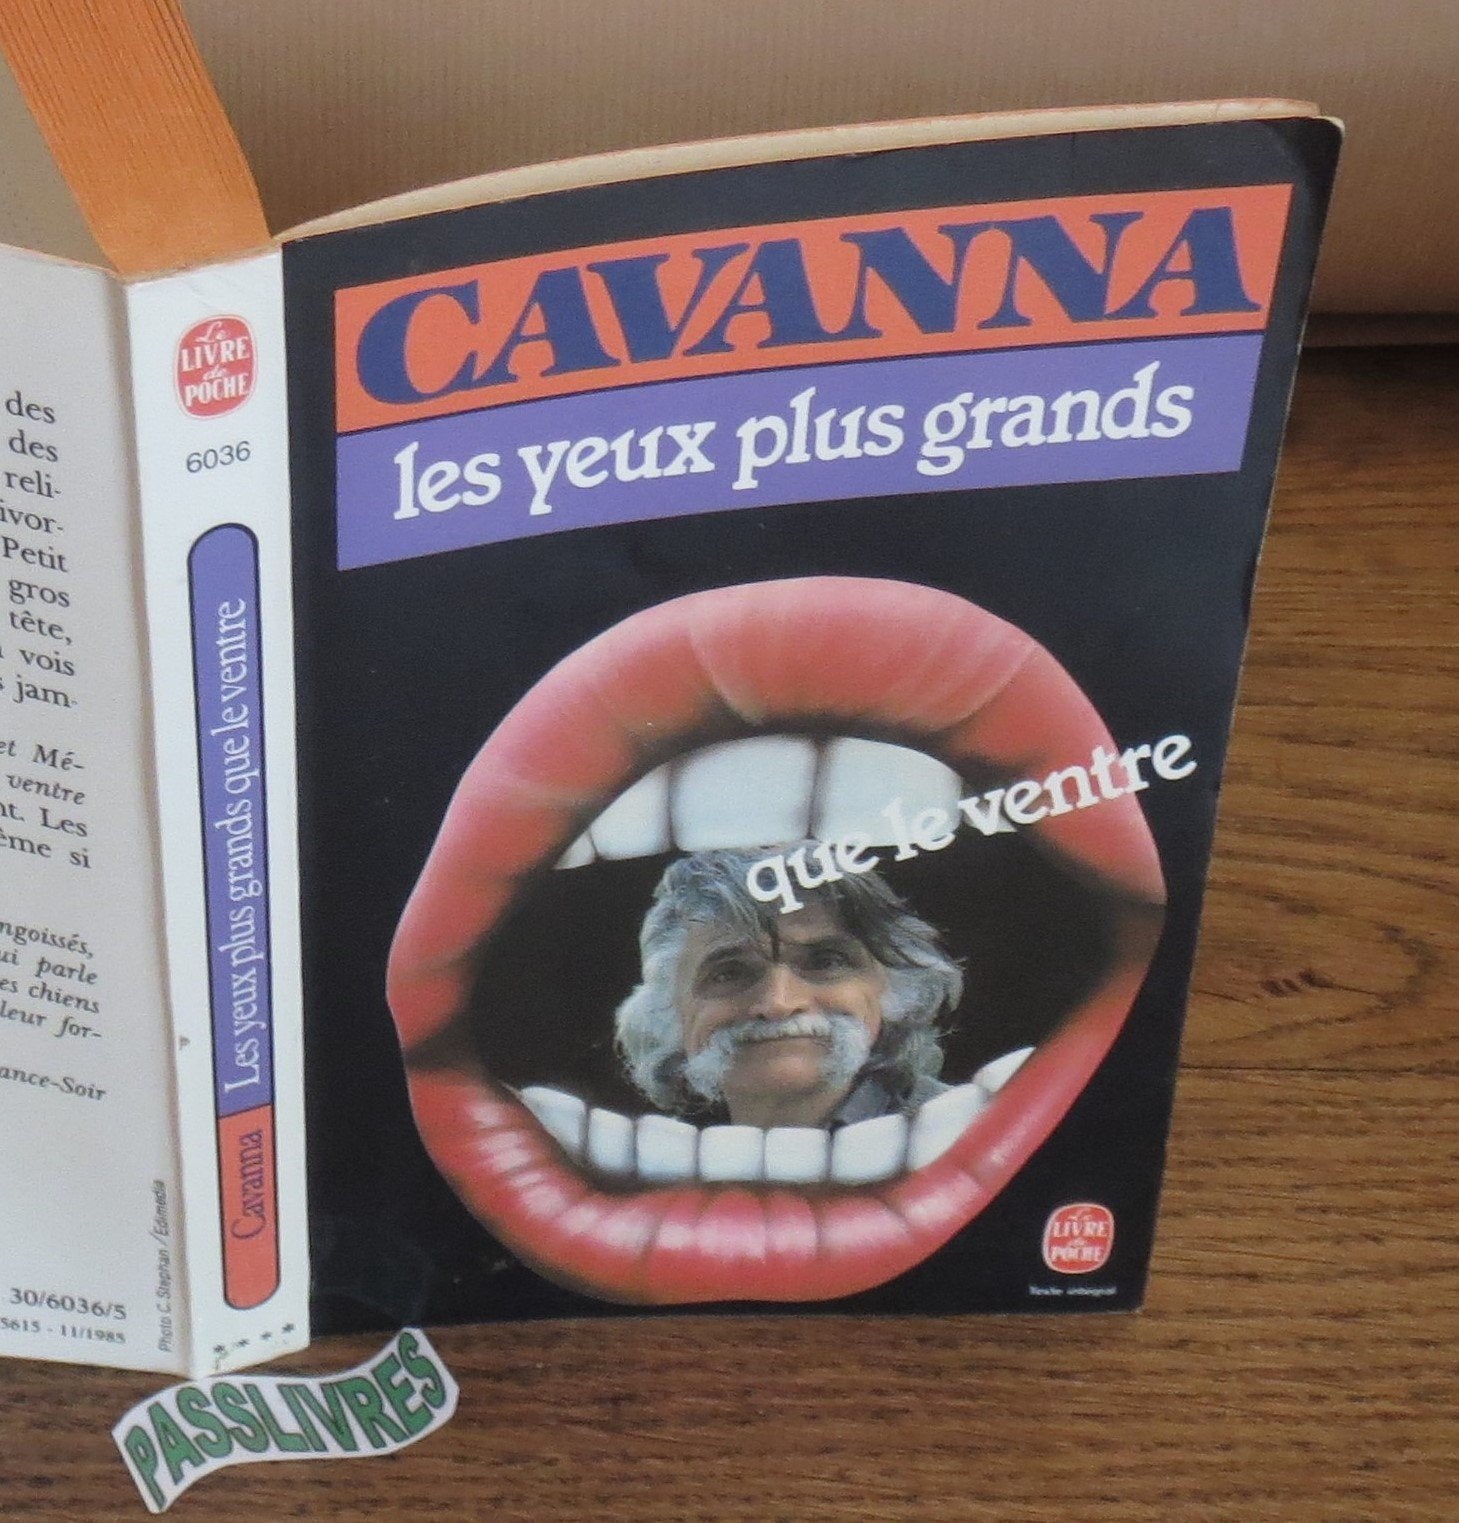 des
des
reli-
ivor-
Petit
gros
tête,
vois
jam-
et Mé-
ventre
nt. Les
ême si
ngoissés,
ui parle
es chiens
leur for-
ance-Soir
30/6036/5
5615 - 11/1985
Photo C. Stephan / Edimedia
Le
LIVRE
de
POCHE
6036
Cavanna Les yeux plus grands que le ventre
CAVANNA
les yeux plus grands
que le ventre
Le
LIVRE
de
POCHE
Texte intégral
PASSLIVRES